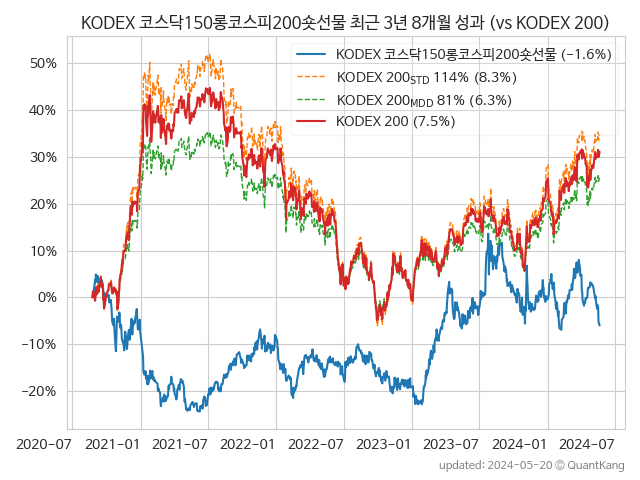 KODEX 코스닥150롱코스피200숏선물 최근 3년 8개월 성과 (vs KODEX 200)
KODEX 코스닥150롱코스피200숏선물 (−1.6%)
KODEX 200STD 114% (8.3%)
KODEX 200MDD 81% (6.3%)
KODEX 200 (7.5%)
50%
40%
30%
20%
10%
0%
−10%
−20%
2020-07 2021-01 2021-07 2022-01 2022-07 2023-01 2023-07 2024-01 2024-07
updated: 2024-05-20 © QuantKang